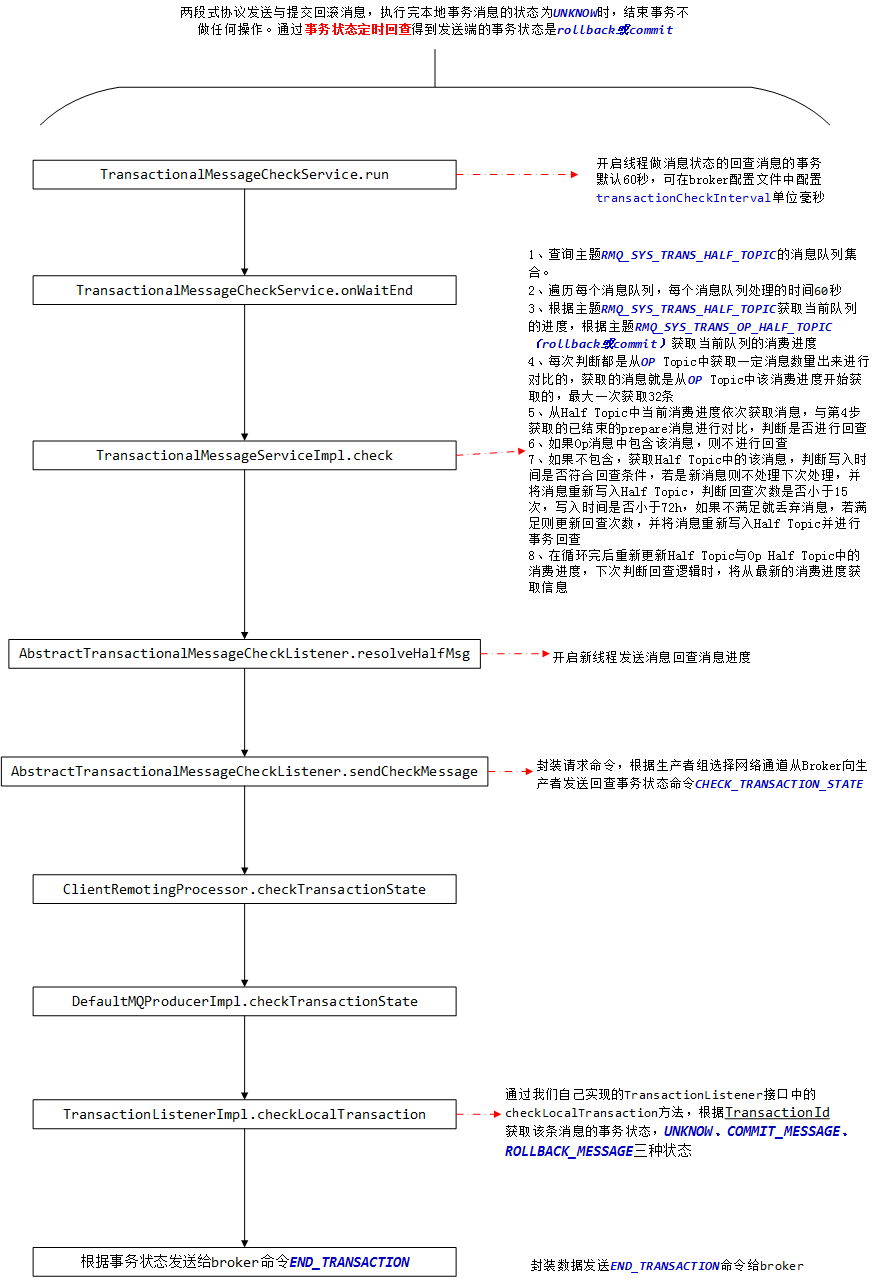 两段式协议发送与提交回滚消息，执行完本地事务消息的状态为UNKNOW时，结束事务不
做任何操作。通过事务状态定时回查得到发送端的事务状态是rollback或commit
TransactionalMessageCheckService.run
开启线程做消息状态的回查消息的事务
默认60秒，可在broker配置文件中配置
transactionCheckInterval单位毫秒
TransactionalMessageCheckService.onWaitEnd
1、查询主题RMQ_SYS_TRANS_HALF_TOPIC的消息队列集
合。
2、遍历每个消息队列，每个消息队列处理的时间60秒
3、根据主题RMQ_SYS_TRANS_HALF_TOPIC获取当前队列
的进度，根据主题RMQ_SYS_TRANS_OP_HALF_TOPIC
（rollback或commit）获取当前队列的消费进度
4、每次判断都是从OP Topic中获取一定消息数量出来进行
对比的，获取的消息就是从OP Topic中该消费进度开始获
取的，最大一次获取32条
5、从Half Topic中当前消费进度依次获取消息，与第4步
获取的已结束的prepare消息进行对比，判断是否进行回查
6、如果Op消息中包含该消息，则不进行回查
7、如果不包含，获取Half Topic中的该消息，判断写入时
间是否符合回查条件，若是新消息则不处理下次处理，并
将消息重新写入Half Topic，判断回查次数是否小于15
次，写入时间是否小于72h，如果不满足就丢弃消息，若满
足则更新回查次数，并将消息重新写入Half Topic并进行
事务回查
8、在循环完后重新更新Half Topic与Op Half Topic中的
消费进度，下次判断回查逻辑时，将从最新的消费进度获
取信息
TransactionalMessageServiceImpl.check
AbstractTransactionalMessageCheckListener.resolveHalfMsg
开启新线程发送消息回查消息进度
AbstractTransactionalMessageCheckListener.sendCheckMessage
封装请求命令，根据生产者组选择网络通道从Broker向生
产者发送回查事务状态命令CHECK_TRANSACTION_STATE
ClientRemotingProcessor.checkTransactionState
DefaultMQProducerImpl.checkTransactionState
TransactionListenerImpl.checkLocalTransaction
通过我们自己实现的TransactionListener接口中的
checkLocalTransaction方法，根据TransactionId
获取该条消息的事务状态，UNKNOW、COMMIT_MESSAGE、
ROLLBACK_MESSAGE三种状态
根据事务状态发送给broker命令END_TRANSACTION
封装数据发送END_TRANSACTION命令给broker